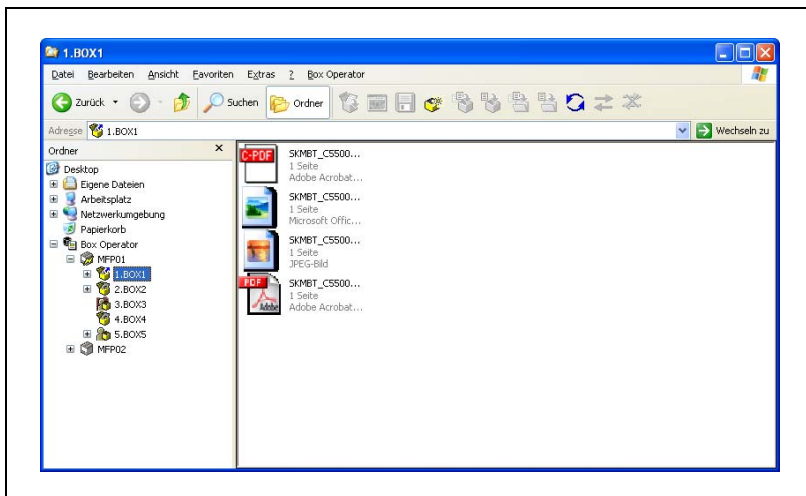 1.BOX1
Datei Bearbeiten Ansicht Favoriten Extras ? Box Operator
Zurück Suchen Ordner
Adresse 1.BOX1 Wechseln zu
Ordner x
Desktop
Eigene Dateien
Arbeitsplatz
Netzwerkumgebung
Papierkorb
Box Operator
MFP01
1.BOX1
2.BOX2
3.BOX3
4.BOX4
5.BOX5
MFP02
C-PDF
SKMBT_C5500...
1 Seite
Adobe Acrobat...
SKMBT_C5500...
1 Seite
Microsoft Offic...
SKMBT_C5500...
1 Seite
JPEG-Bild
PDF
Adobe
SKMBT_C5500...
1 Seite
Adobe Acrobat...